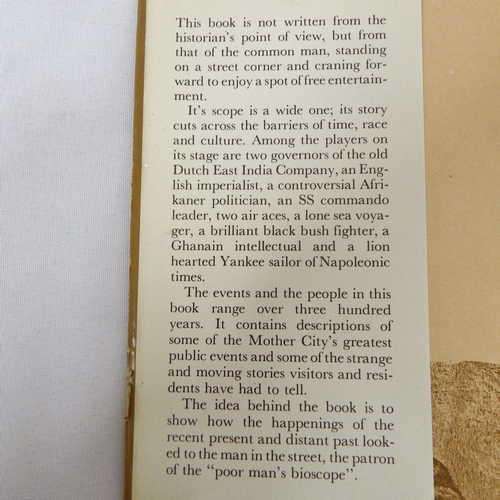 This book is not written from the
historian's point of view, but from
that of the common man, standing
on a street corner and craning for-
ward to enjoy a spot of free entertain-
ment.
It's scope is a wide one; its story
cuts across the barriers of time, race
and culture. Among the players on
its stage are two governors of the old
Dutch East India Company, an Eng-
lish imperialist, a controversial Afri-
kaner politician, an SS commando
leader, two air aces, a lone sea voya-
ger, a brilliant black bush fighter, a
Ghanain intellectual and a lion
hearted Yankee sailor of Napoleonic
times.
The events and the people in this
book range over three hundred
years. It contains descriptions of
some of the Mother City's greatest
public events and some of the strange
and moving stories visitors and resi-
dents have had to tell.
The idea behind the book is to
show how the happenings of the
recent present and distant past look-
ed to the man in the street, the patron
of the "poor man's bioscope".